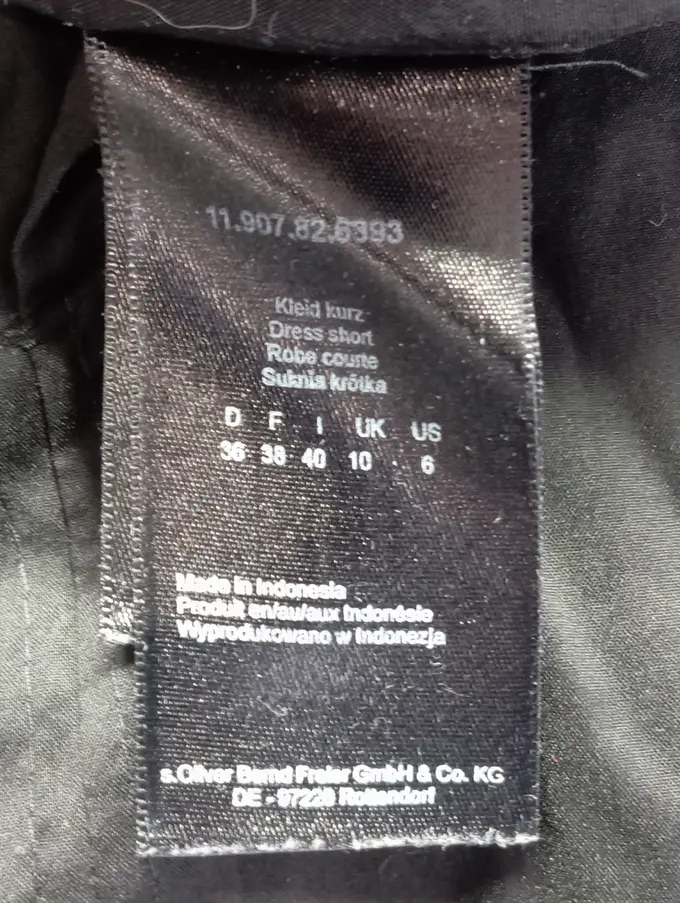 11.907.82.6393
Kleid kurz
Dress short
Robe courte
Suknia krótka
D F I UK US
36 38 40 10 6
Made in Indonesia
Produit en/au/aux Indonésie
Wyprodukowano w Indonezja
s.Oliver Bernd Freier GmbH & Co. KG
DE - 97228 Rottendorf